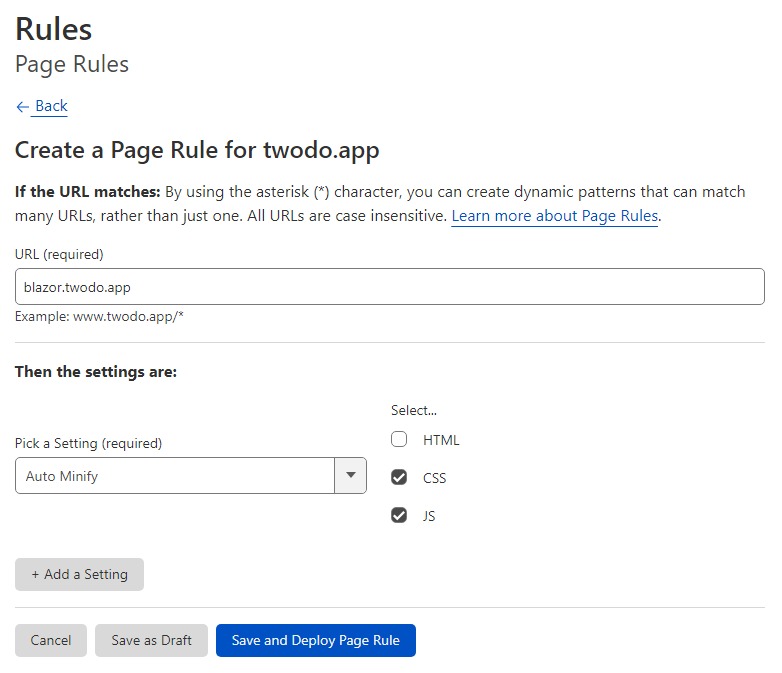 Rules
Page Rules
← Back
Create a Page Rule for twodo.app
If the URL matches: By using the asterisk (*) character, you can create dynamic patterns that can match
many URLs, rather than just one. All URLs are case insensitive. Learn more about Page Rules.
URL (required)
blazor.twodo.app
Example: www.twodo.app/*
Then the settings are:
Select...
Pick a Setting (required)
HTML
Auto Minify
CSS
JS
+ Add a Setting
Cancel Save as Draft Save and Deploy Page Rule